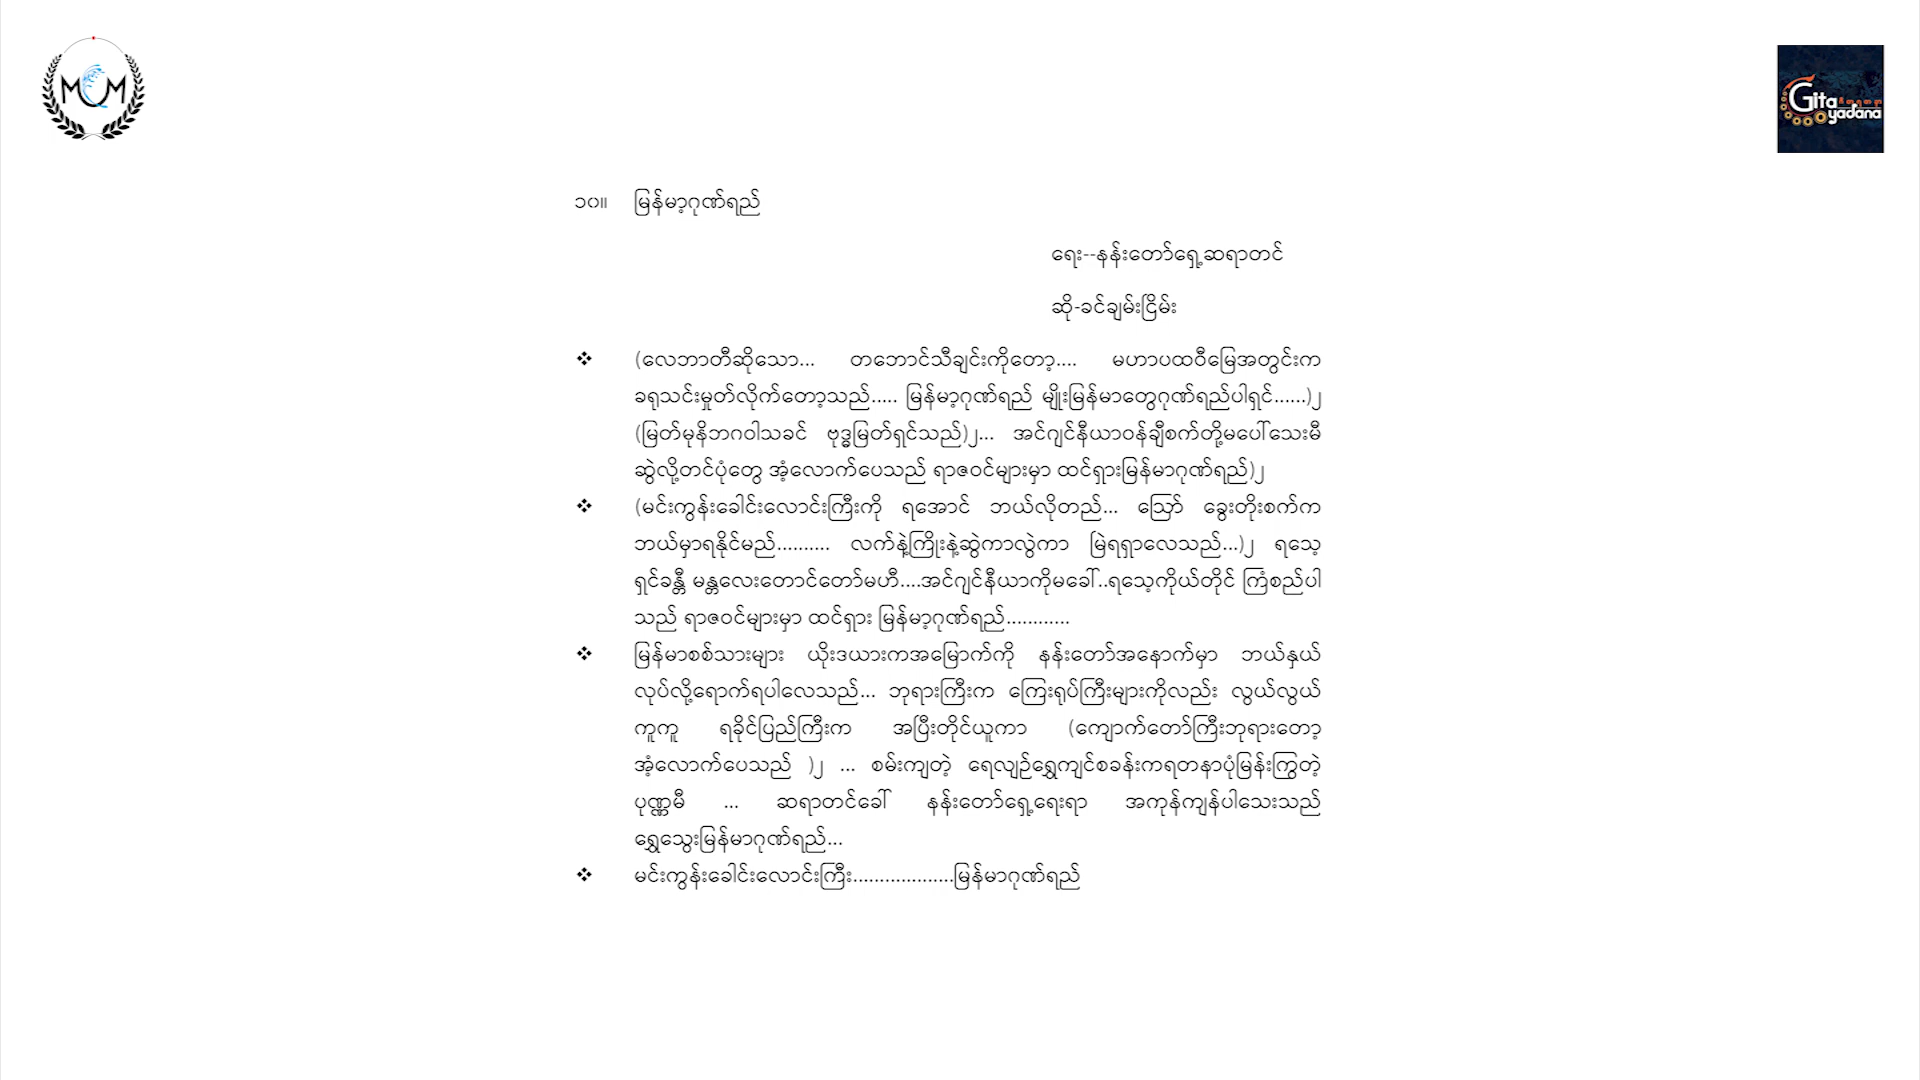 MUM
Gita ဂီတရတနာ
yadana
၁၀။ မြန်မာ့ဂုဏ်ရည်
ရေး--နန်းတော်ရှေ့ဆရာတင်
ဆို-ခင်ချမ်းငြိမ်း
❖ (လေဘာတီဆိုသော... တဘောင်သီချင်းကိုတော့.... မဟာပထဝီမြေအတွင်းက
ခရုသင်းမှုတ်လိုက်တော့သည်..... မြန်မာ့ဂုဏ်ရည် မျိုးမြန်မာတွေဂုဏ်ရည်ပါရှင်......)၂
(မြတ်မုနိဘဂဝါသခင် ဗုဒ္ဓမြတ်ရှင်သည်)၂... အင်ဂျင်နီယာဝန်ချီစက်တို့မပေါ်သေးမီ
ဆွဲလို့တင်ပုံတွေ အံ့လောက်ပေသည် ရာဇဝင်များမှာ ထင်ရှားမြန်မာဂုဏ်ရည်)၂
❖ (မင်းကွန်းခေါင်းလောင်းကြီးကို ရအောင် ဘယ်လိုတည်... ဩော် ခွေးတိုးစက်က
ဘယ်မှာရနိုင်မည်.......... လက်နဲ့ကြိုးနဲ့ဆွဲကာလွဲကာ မြဲရရှာလေသည်...)၂ ရသေ့
ရှင်ခန္တီ မန္တလေးတောင်တော်မဟီ....အင်ဂျင်နီယာကိုမခေါ်..ရသေ့ကိုယ်တိုင် ကြံစည်ပါ
သည် ရာဇဝင်များမှာ ထင်ရှား မြန်မာ့ဂုဏ်ရည်............
❖ မြန်မာစစ်သားများ ယိုးဒယားကအမြောက်ကို နန်းတော်အနောက်မှာ ဘယ်နှယ်
လုပ်လို့ရောက်ရပါလေသည်... ဘုရားကြီးက ကြေးရုပ်ကြီးများကိုလည်း လွယ်လွယ်
ကူကူ ရခိုင်ပြည်ကြီးက အပြီးတိုင်ယူကာ (ကျောက်တော်ကြီးဘုရားတော့
အံ့လောက်ပေသည် )၂ ... စမ်းကျတဲ့ ရေလျဉ်ရွှေကျင်စခန်းကရတနာပုံမြန်းကြွတဲ့
ပုဏ္ဏမီ ... ဆရာတင်ခေါ် နန်းတော်ရှေ့ရေးရာ အကုန်ကျန်ပါသေးသည်
ရွှေသွေးမြန်မာဂုဏ်ရည်...
❖ မင်းကွန်းခေါင်းလောင်းကြီး...................မြန်မာဂုဏ်ရည်